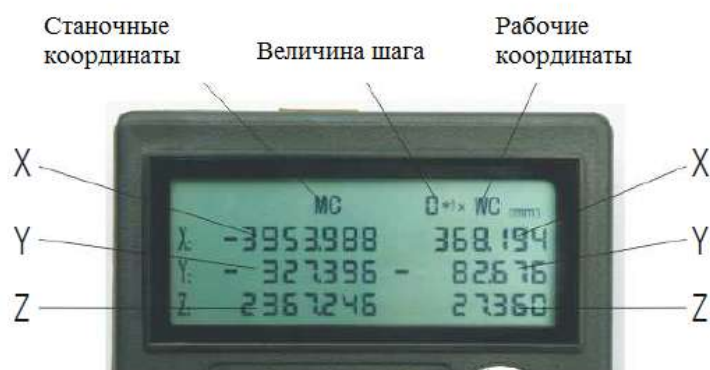 Станочные координаты
Величина шага
Рабочие координаты
MC
WC (mm)
X X
X: -3953.988 368.194
Y Y
Y: - 327.396 - 82.676
Z Z
Z: 2367.246 27.360